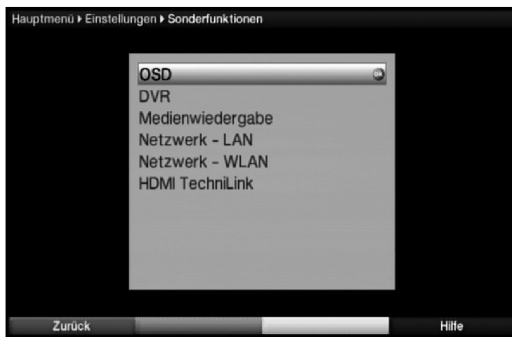 Hauptmenü ▸ Einstellungen ▸ Sonderfunktionen
OSD
DVR
Medienwiedergabe
Netzwerk - LAN
Netzwerk - WLAN
HDMI TechniLink
Zurück Hilfe